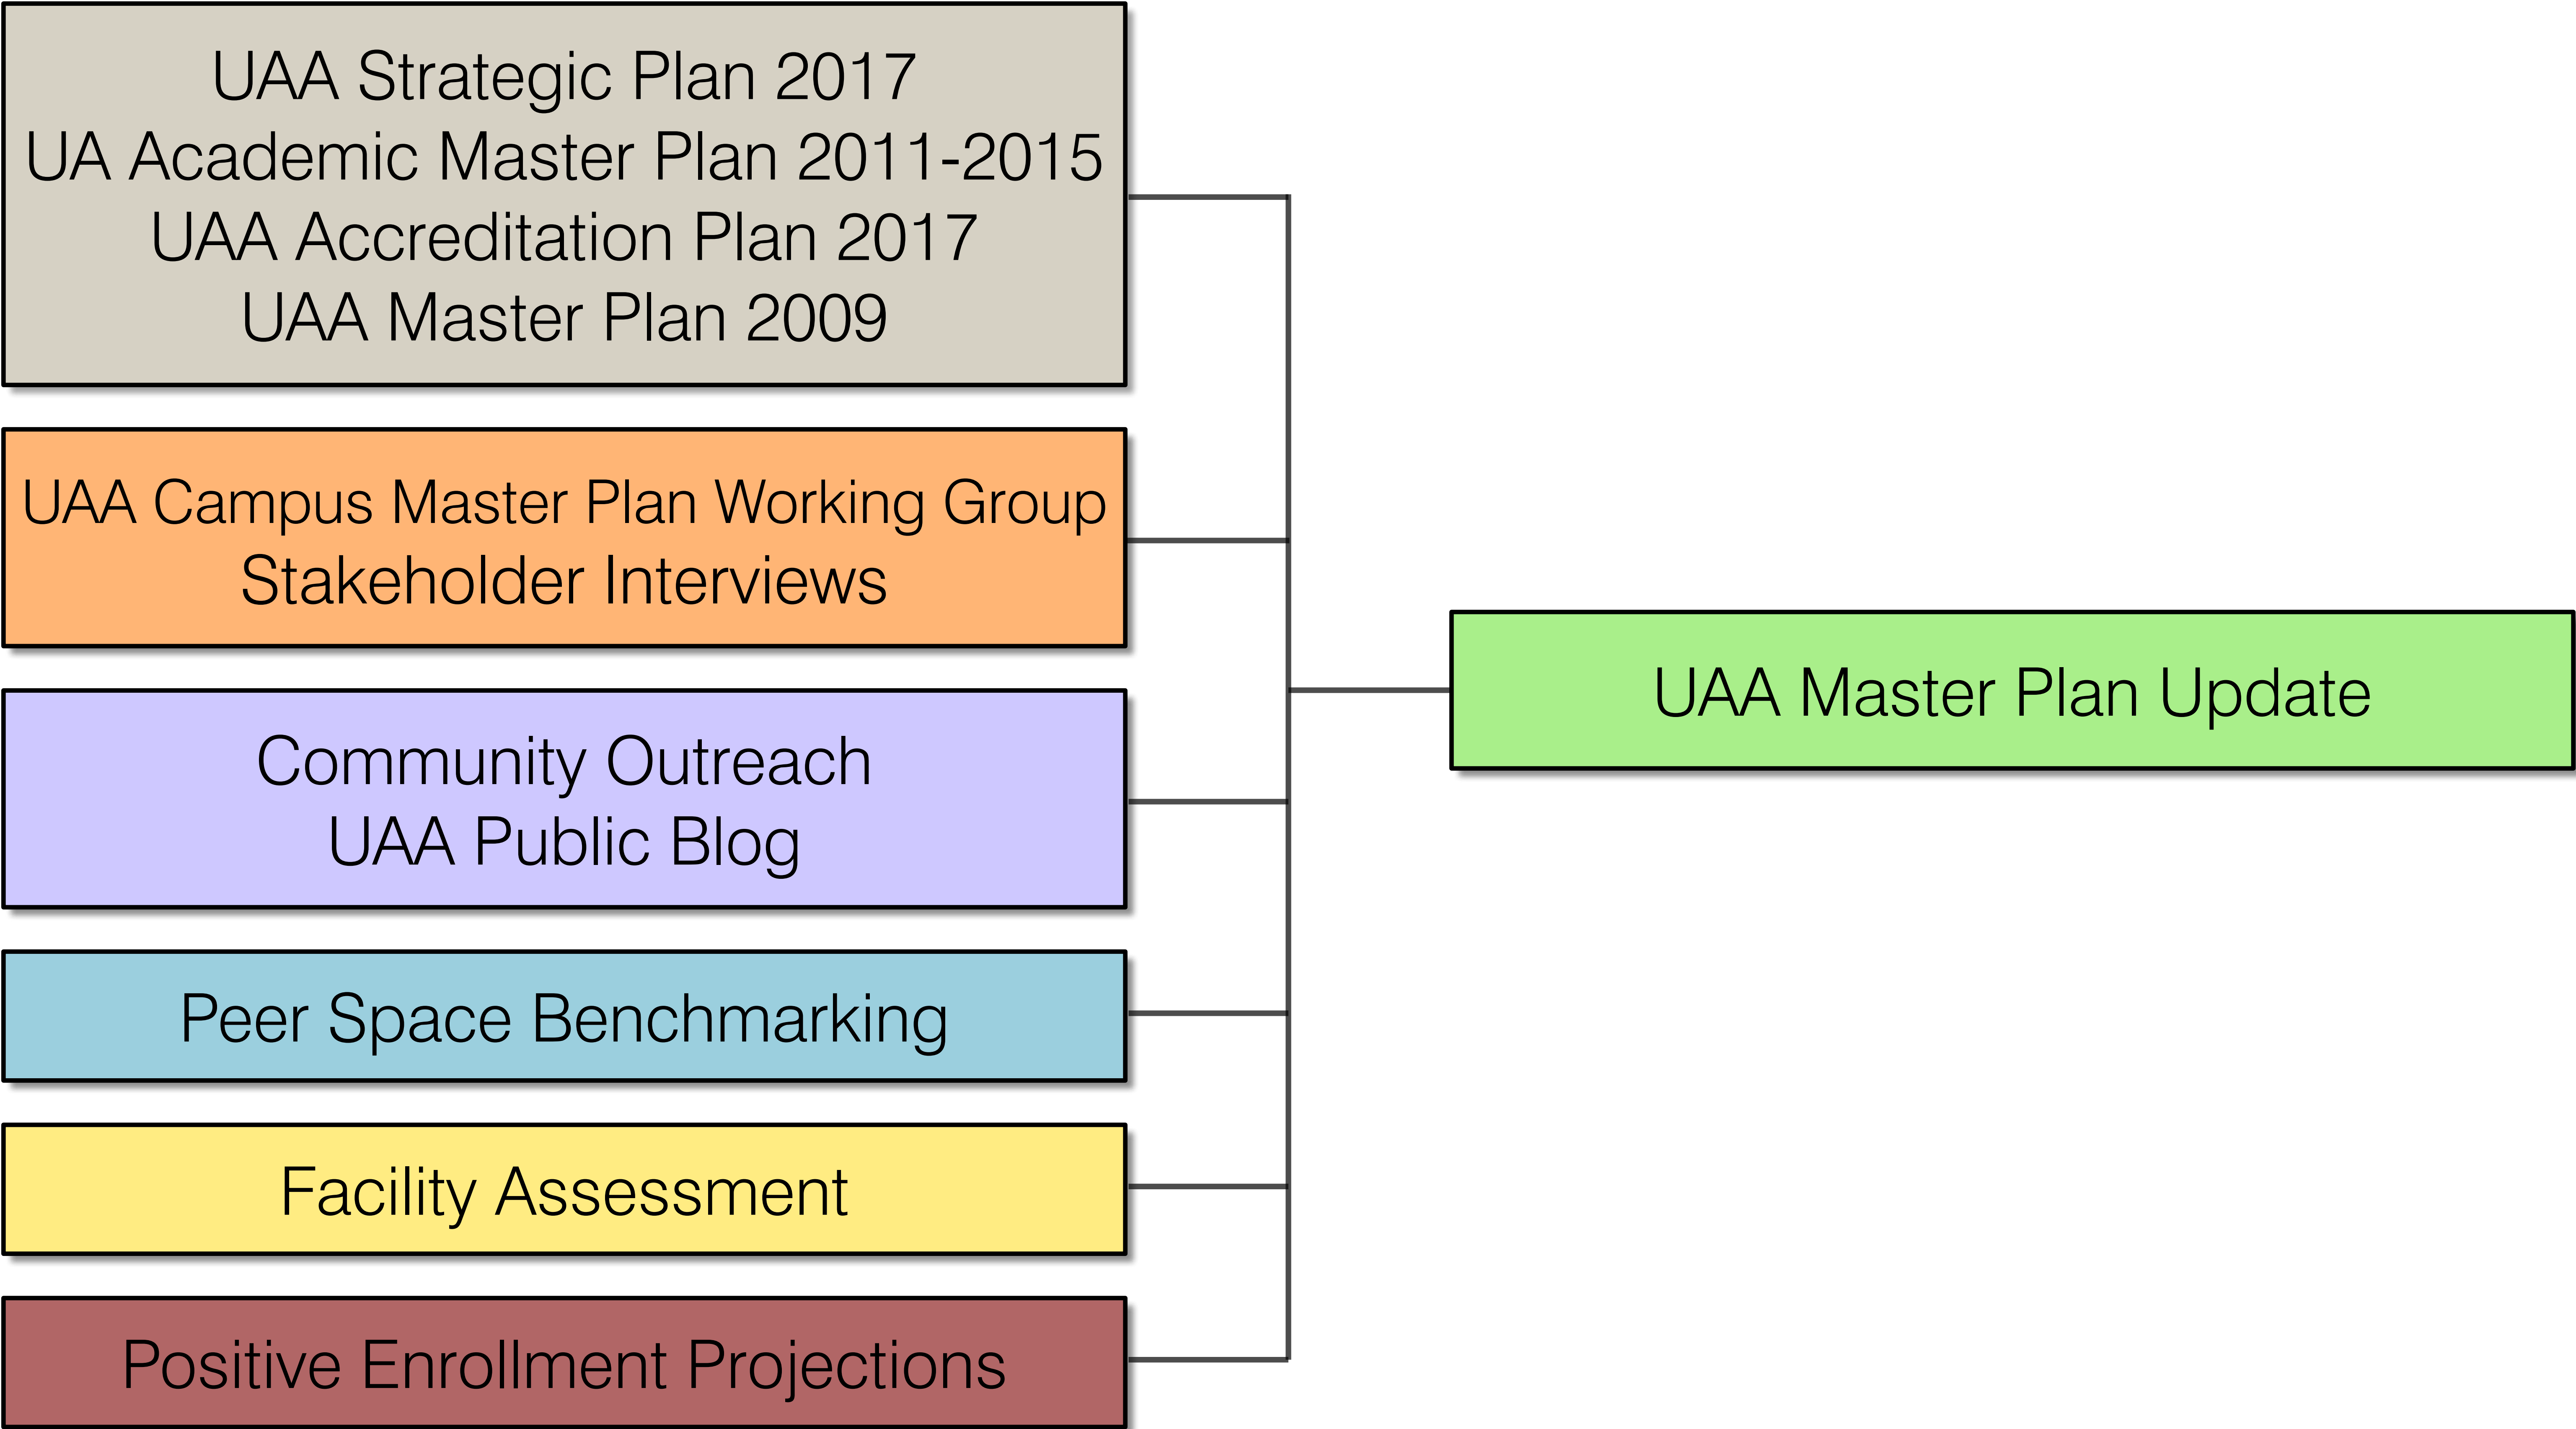 UAA Strategic Plan 2017
UA Academic Master Plan 2011-2015
UAA Accreditation Plan 2017
UAA Master Plan 2009
UAA Campus Master Plan Working Group
Stakeholder Interviews
UAA Master Plan Update
Community Outreach
UAA Public Blog
Peer Space Benchmarking
Facility Assessment
Positive Enrollment Projections